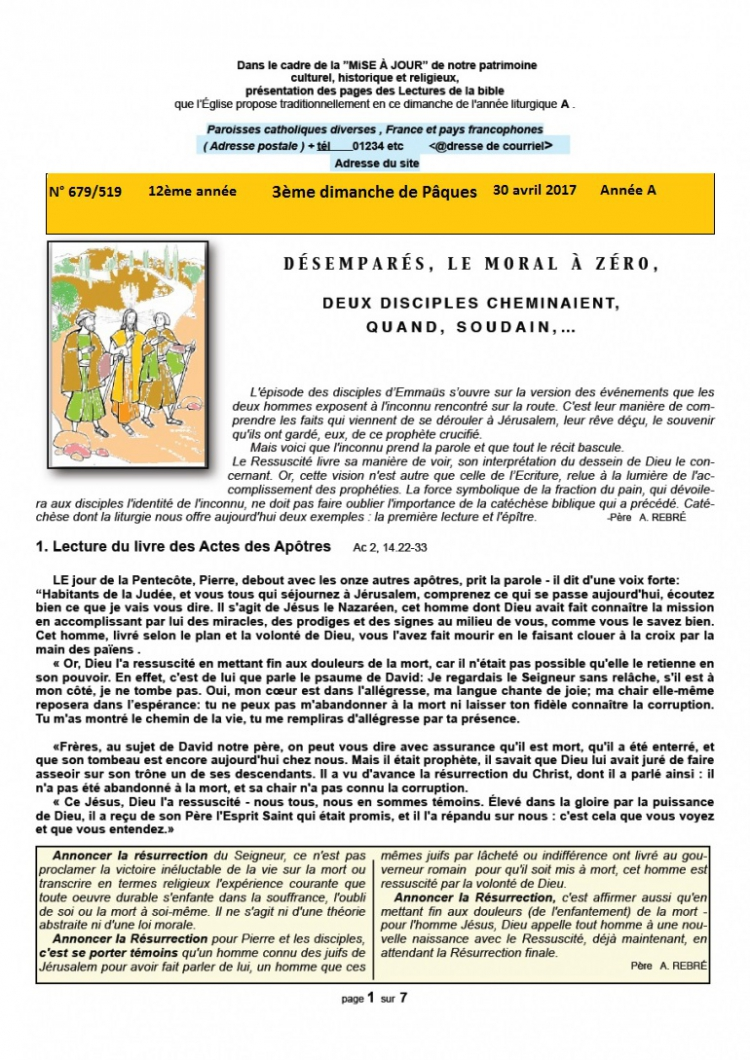 Dans le cadre de la "MiSE À JOUR" de notre patrimoine
culturel, historique et religieux,
présentation des pages des Lectures de la bible
que l'Église propose traditionnellement en ce dimanche de l'année liturgique A .
Paroisses catholiques diverses , France et pays francophones
( Adresse postale ) + tél___01234 etc <@dresse de courriel>
Adresse du site
N° 679/519 12ème année 3ème dimanche de Pâques 30 avril 2017 Année A
DÉSEMPARÉS, LE MORAL À ZÉRO,
DEUX DISCIPLES CHEMINAIENT,
QUAND, SOUDAIN,...
L'épisode des disciples d'Emmaüs s'ouvre sur la version des événements que les
deux hommes exposent à l'inconnu rencontré sur la route. C'est leur manière de com-
prendre les faits qui viennent de se dérouler à Jérusalem, leur rêve déçu, le souvenir
qu'ils ont gardé, eux, de ce prophète crucifié.
Mais voici que l'inconnu prend la parole et que tout le récit bascule.
Le Ressuscité livre sa manière de voir, son interprétation du dessein de Dieu le con-
cernant. Or, cette vision n'est autre que celle de l'Ecriture, relue à la lumière de l'ac-
complissement des prophéties. La force symbolique de la fraction du pain, qui dévoile-
ra aux disciples l'identité de l'inconnu, ne doit pas faire oublier l'importance de la catéchèse biblique qui a précédé. Caté-
chèse dont la liturgie nous offre aujourd'hui deux exemples : la première lecture et l'épître. -Père A. REBRÉ
1. Lecture du livre des Actes des Apôtres Ac 2, 14.22-33
LE jour de la Pentecôte, Pierre, debout avec les onze autres apôtres, prit la parole - il dit d'une voix forte:
“Habitants de la Judée, et vous tous qui séjournez à Jérusalem, comprenez ce qui se passe aujourd'hui, écoutez
bien ce que je vais vous dire. Il s'agit de Jésus le Nazaréen, cet homme dont Dieu avait fait connaître la mission
en accomplissant par lui des miracles, des prodiges et des signes au milieu de vous, comme vous le savez bien.
Cet homme, livré selon le plan et la volonté de Dieu, vous l'avez fait mourir en le faisant clouer à la croix par la
main des païens .
« Or, Dieu l'a ressuscité en mettant fin aux douleurs de la mort, car il n'était pas possible qu'elle le retienne en
son pouvoir. En effet, c'est de lui que parle le psaume de David: Je regardais le Seigneur sans relâche, s'il est à
mon côté, je ne tombe pas. Oui, mon cœur est dans l'allégresse, ma langue chante de joie; ma chair elle-même
reposera dans l'espérance: tu ne peux pas m'abandonner à la mort ni laisser ton fidèle connaître la corruption.
Tu m'as montré le chemin de la vie, tu me rempliras d'allégresse par ta présence.
«Frères, au sujet de David notre père, on peut vous dire avec assurance qu'il est mort, qu'il a été enterré, et
que son tombeau est encore aujourd'hui chez nous. Mais il était prophète, il savait que Dieu lui avait juré de faire
asseoir sur son trône un de ses descendants. Il a vu d'avance la résurrection du Christ, dont il a parlé ainsi : il
n'a pas été abandonné à la mort, et sa chair n'a pas connu la corruption.
« Ce Jésus, Dieu l'a ressuscité - nous tous, nous en sommes témoins. Élevé dans la gloire par la puissance
de Dieu, il a reçu de son Père l'Esprit Saint qui était promis, et il l'a répandu sur nous : c'est cela que vous voyez
et que vous entendez.»
Annoncer la résurrection du Seigneur, ce n'est pas
proclamer la victoire inéluctable de la vie sur la mort ou
transcrire en termes religieux l'expérience courante que
toute oeuvre durable s'enfante dans la souffrance, l'oubli
de soi ou la mort à soi-même. Il ne s'agit ni d'une théorie
abstraite ni d'une loi morale.
Annoncer la Résurrection pour Pierre et les disciples,
c'est se porter témoins qu'un homme connu des juifs de
Jérusalem pour avoir fait parler de lui, un homme que ces
mêmes juifs par lâcheté ou indifférence ont livré au gou-
verneur romain pour qu'il soit mis à mort, cet homme est
ressuscité par la volonté de Dieu.
Annoncer la Résurrection, c'est affirmer aussi qu'en
mettant fin aux douleurs (de l'enfantement) de la mort -
pour l'homme Jésus, Dieu appelle tout homme à une nou-
velle naissance avec le Ressuscité, déjà maintenant, en
attendant la Résurrection finale.
Père A. REBRÉ
page 1 sur 7